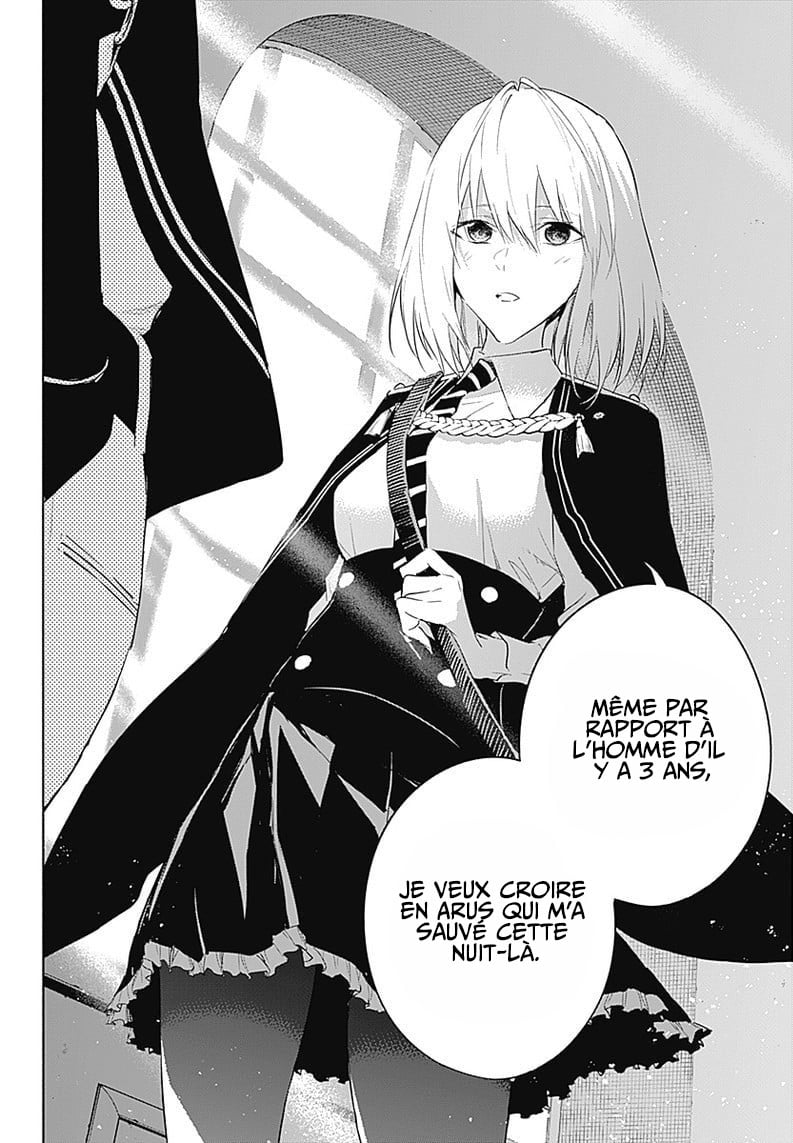 MÊME PAR
RAPPORT À
L'HOMME D'IL
Y A 3 ANS,
JE VEUX CROIRE
EN ARUS QUI M'A
SAUVÉ CETTE
NUIT-LÀ.